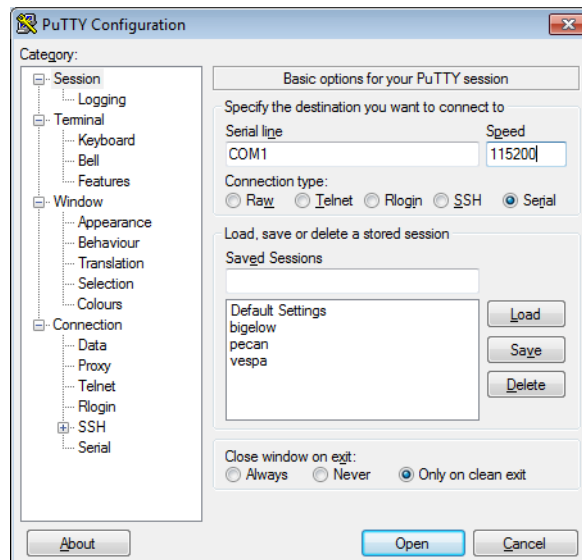 PuTTY Configuration
Category:
Session
Logging
Terminal
Keyboard
Bell
Features
Window
Appearance
Behaviour
Translation
Selection
Colours
Connection
Data
Proxy
Telnet
Rlogin
SSH
Serial
Basic options for your PuTTY session
Specify the destination you want to connect to
Serial line Speed
COM1 115200
Connection type:
Raw Telnet Rlogin SSH Serial
Load, save or delete a stored session
Saved Sessions
Default Settings
bigelow
pecan
vespa
Load
Save
Delete
Close window on exit:
Always Never Only on clean exit
About Open Cancel